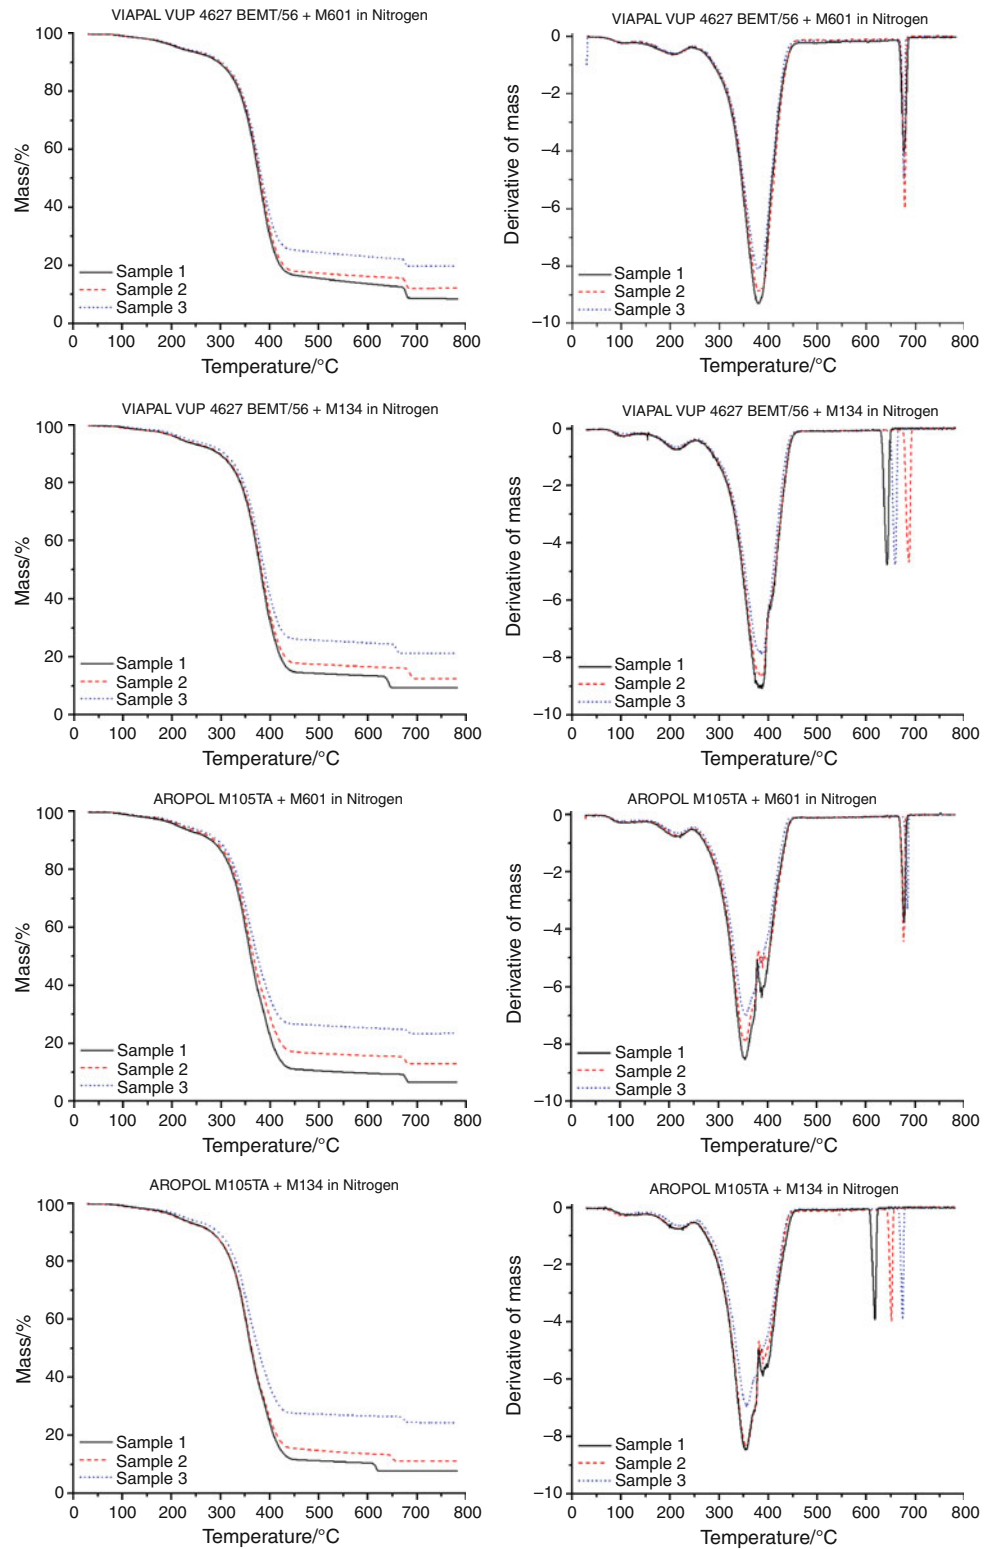 VIAPAL VUP 4627 BEMT/56 + M601 in Nitrogen
100
80
60
40
20
0
Mass/%
Sample 1
Sample 2
Sample 3
0 100 200 300 400 500 600 700 800
Temperature/°C
VIAPAL VUP 4627 BEMT/56 + M601 in Nitrogen
0
−2
−4
−6
−8
−10
Derivative of mass
Sample 1
Sample 2
Sample 3
0 100 200 300 400 500 600 700 800
Temperature/°C
VIAPAL VUP 4627 BEMT/56 + M134 in Nitrogen
100
80
60
40
20
0
Mass/%
Sample 1
Sample 2
Sample 3
0 100 200 300 400 500 600 700 800
Temperature/°C
VIAPAL VUP 4627 BEMT/56 + M134 in Nitrogen
0
−2
−4
−6
−8
−10
Derivative of mass
Sample 1
Sample 2
Sample 3
0 100 200 300 400 500 600 700 800
Temperature/°C
AROPOL M105TA + M601 in Nitrogen
100
80
60
40
20
0
Mass/%
Sample 1
Sample 2
Sample 3
0 100 200 300 400 500 600 700 800
Temperature/°C
AROPOL M105TA + M601 in Nitrogen
0
−2
−4
−6
−8
−10
Derivative of mass
Sample 1
Sample 2
Sample 3
0 100 200 300 400 500 600 700 800
Temperature/°C
AROPOL M105TA + M134 in Nitrogen
100
80
60
40
20
0
Mass/%
Sample 1
Sample 2
Sample 3
0 100 200 300 400 500 600 700 800
Temperature/°C
AROPOL M105TA + M134 in Nitrogen
0
−2
−4
−6
−8
−10
Derivative of mass
Sample 1
Sample 2
Sample 3
0 100 200 300 400 500 600 700 800
Temperature/°C